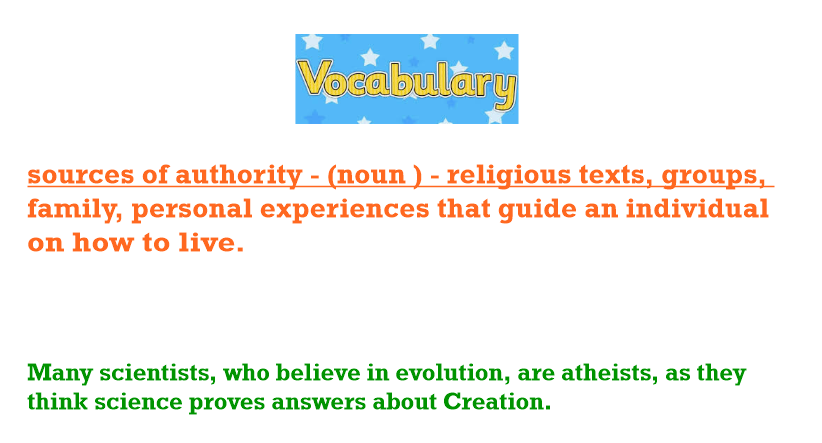 Vocabulary
sources of authority - (noun ) - religious texts, groups,
family, personal experiences that guide an individual
on how to live.
Many scientists, who believe in evolution, are atheists, as they
think science proves answers about Creation.